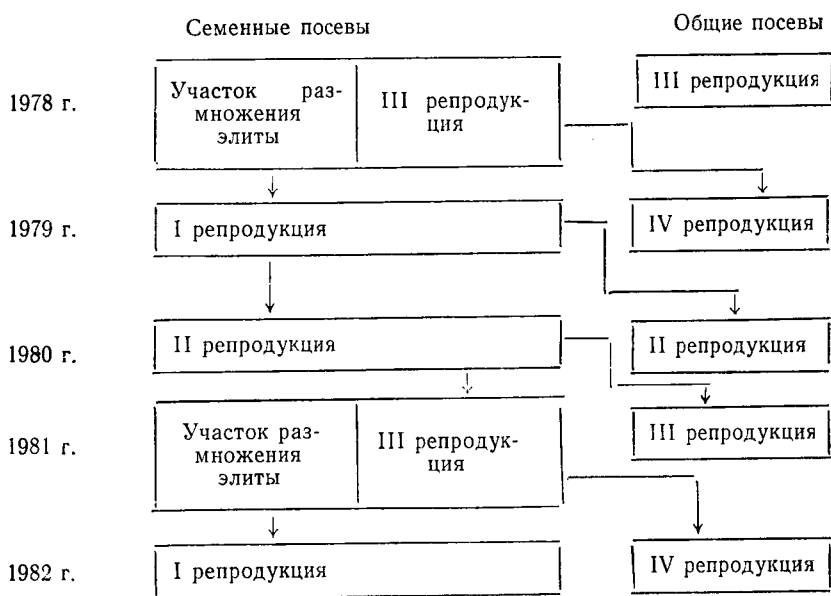 Семенные посевы
Общие посевы
1978 г.
Участок раз-
множения
элиты
III репродук-
ция
III репродукция
1979 г.
I репродукция
IV репродукция
1980 г.
II репродукция
II репродукция
1981 г.
Участок раз-
множения
элиты
III репродук-
ция
III репродукция
1982 г.
I репродукция
IV репродукция